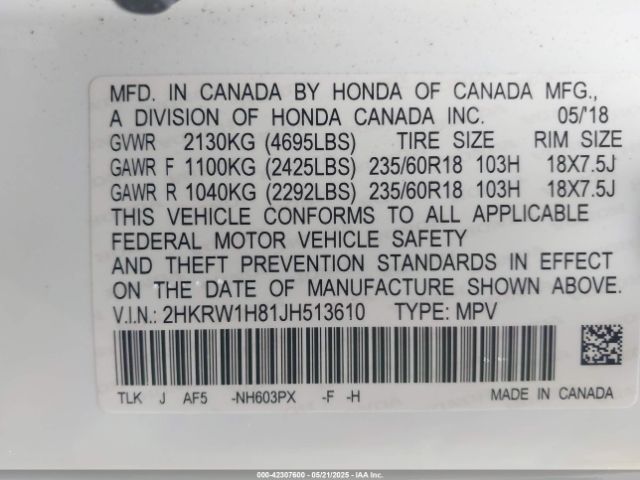 MFD. IN CANADA BY HONDA OF CANADA MFG.,
A DIVISION OF HONDA CANADA INC. 05/'18
GVWR 2130KG (4695LBS) TIRE SIZE RIM SIZE
GAWR F 1100KG (2425LBS) 235/60R18 103H 18X7.5J
GAWR R 1040KG (2292LBS) 235/60R18 103H 18X7.5J
THIS VEHICLE CONFORMS TO ALL APPLICABLE
FEDERAL MOTOR VEHICLE SAFETY
AND THEFT PREVENTION STANDARDS IN EFFECT
ON THE DATE OF MANUFACTURE SHOWN ABOVE.
V.I.N.: 2HKRW1H81JH513610 TYPE: MPV
TLK J AF5 -NH603PX -F -H MADE IN CANADA
000-42307600 - 05/21/2025 - IAA Inc.